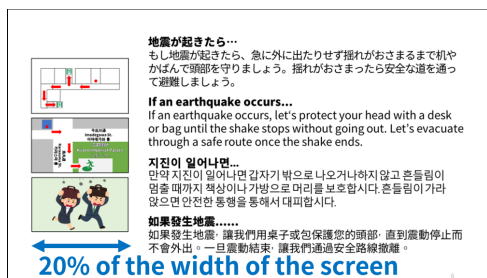 地震が起きたら…
もし地震が起きたら、急に外に出たりせず揺れがおさまるまで机や
かばんで頭部を守りましょう。揺れがおさまったら安全な道を通っ
て避難しましょう。
If an earthquake occurs...
If an earthquake occurs, let's protect your head with a desk
or bag until the shake stops without going out. Let's evacuate
through a safe route once the shake ends.
지진이 일어나면...
만약 지진이 일어나면 갑자기 밖으로 나오거나하지 않고 흔들림이
멈출 때까지 책상이나 가방으로 머리를 보호합시다.흔들림이 가라
앉으면 안전한 통행을 통해서 대피합시다.
如果發生地震......
如果發生地震，讓我們用桌子或包保護您的頭部，直到震動停止而
不會外出。一旦震動結束，讓我們通過安全路線撤離。
今出川通
Imadegawa St.
20% of the width of the screen